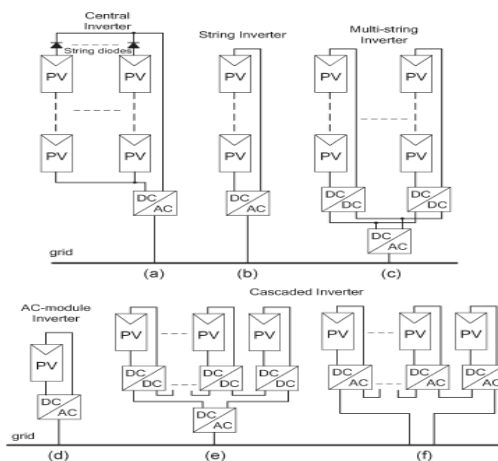 Central
Inverter
String diodes
PV PV
PV PV
DC
AC
(a)
String Inverter
PV
PV
DC
AC
(b)
Multi-string
Inverter
PV PV
PV PV
DC DC
DC DC
DC
AC
(c)
grid
AC-module
Inverter
PV
DC
AC
(d)
Cascaded Inverter
PV PV PV
DC DC DC
DC DC DC
DC
AC
(e)
PV PV PV
DC DC DC
AC AC AC
(f)
grid